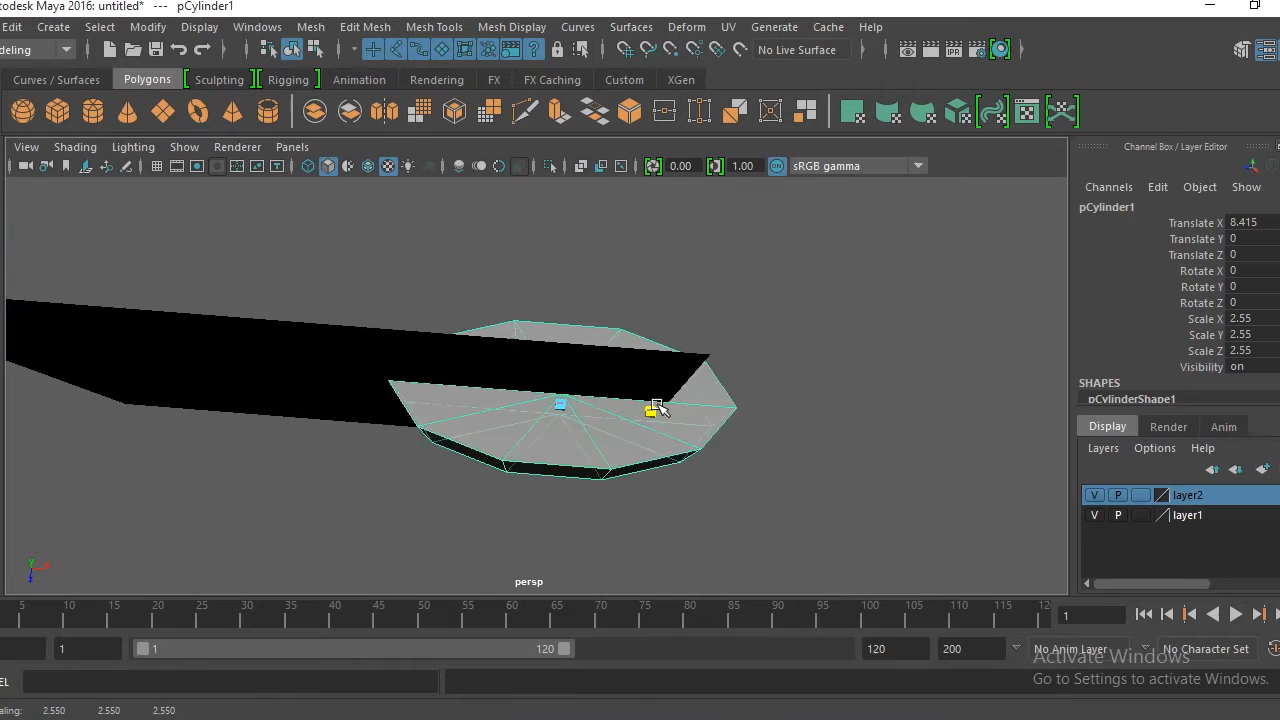 utodesk Maya 2016: untitled* --- pCylinder1
Edit Create Select Modify Display Windows Mesh Edit Mesh Mesh Tools Mesh Display Curves Surfaces Deform UV Generate Cache Help
deling No Live Surface
Curves / Surfaces Polygons Sculpting Rigging Animation Rendering FX FX Caching Custom XGen
View Shading Lighting Show Renderer Panels
0.00 1.00 ON sRGB gamma
Channel Box / Layer Editor
Channels Edit Object Show
pCylinder1
Translate X 8.415
Translate Y 0
Translate Z 0
Rotate X 0
Rotate Y 0
Rotate Z 0
Scale X 2.55
Scale Y 2.55
Scale Z 2.55
Visibility on
SHAPES
pCylinderShape1
Display Render Anim
Layers Options Help
V P layer2
V P layer1
y
z
persp
5 10 15 20 25 30 35 40 45 50 55 60 65 70 75 80 85 90 95 100 105 110 115 12
1
1 1 120 120 200 No Anim Layer No Character Set
Activate Windows
Go to Settings to activate Windows.
EL
aling: 2.550 2.550 2.550